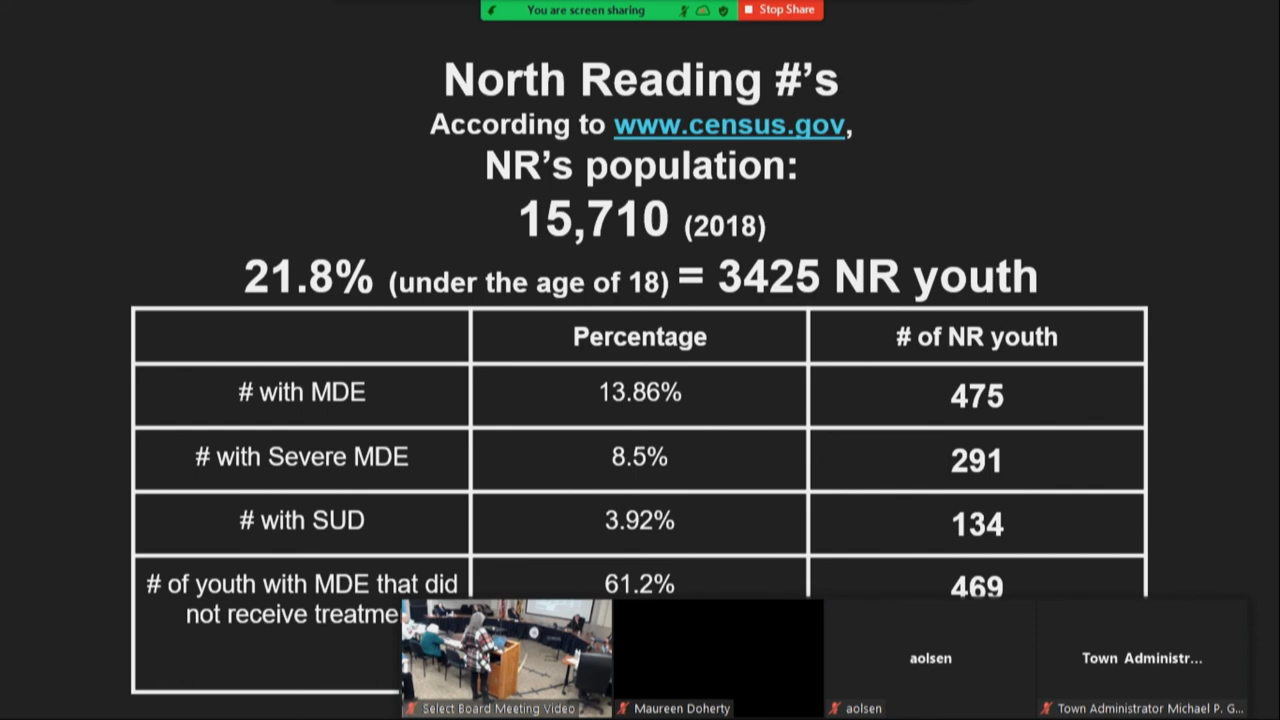 You are screen sharing
Stop Share
North Reading #'s
According to www.census.gov,
NR's population:
15,710 (2018)
21.8% (under the age of 18) = 3425 NR youth
Percentage # of NR youth
# with MDE 13.86% 475
# with Severe MDE 8.5% 291
# with SUD 3.92% 134
# of youth with MDE that did 61.2% 469
not receive treatme
aolsen
Town Administr...
Select Board Meeting Video
Maureen Doherty
aolsen
Town Administrator Michael P. G...